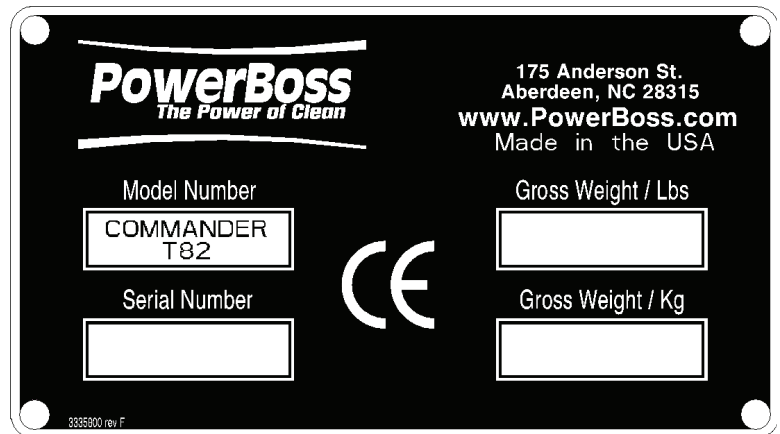 PowerBoss
The Power of Clean
175 Anderson St.
Aberdeen, NC 28315
www.PowerBoss.com
Made in the USA
Model Number
COMMANDER
T82
Serial Number
CE
Gross Weight / Lbs
Gross Weight / Kg
3335800 rev F